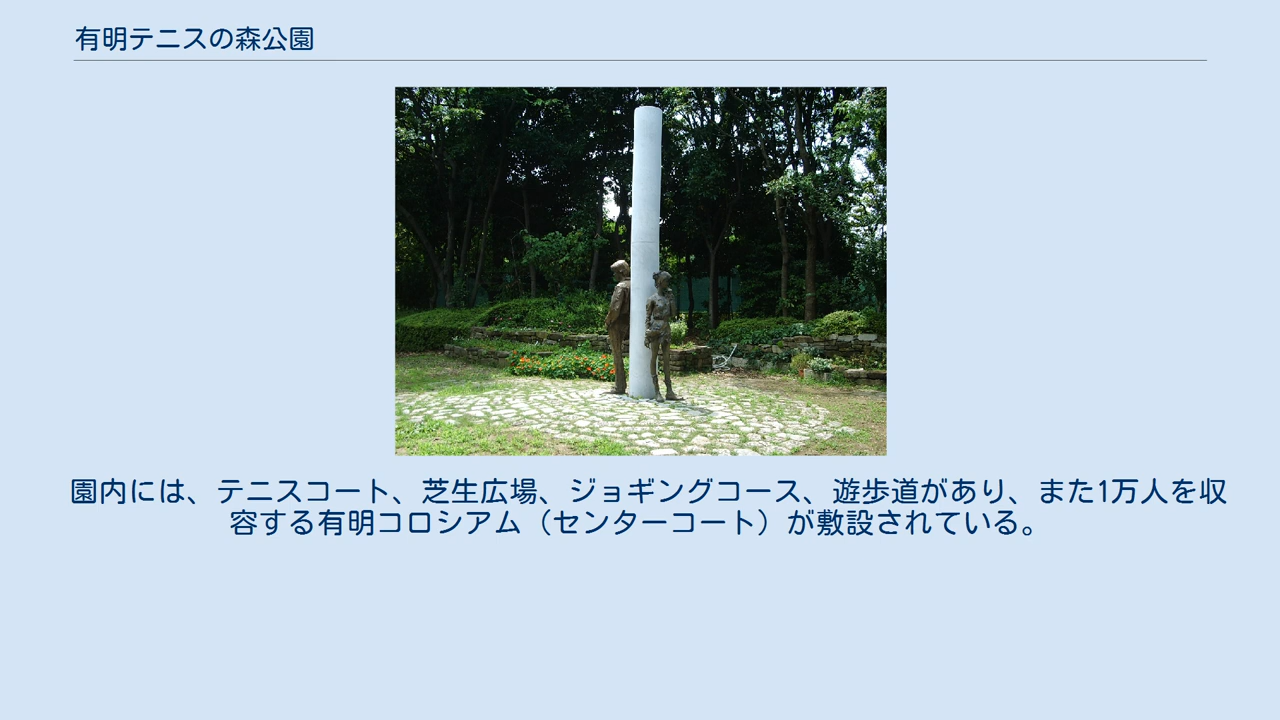 有明テニスの森公園
園内には、テニスコート、芝生広場、ジョギングコース、遊歩道があり、また1万人を収
容する有明コロシアム（センターコート）が敷設されている。